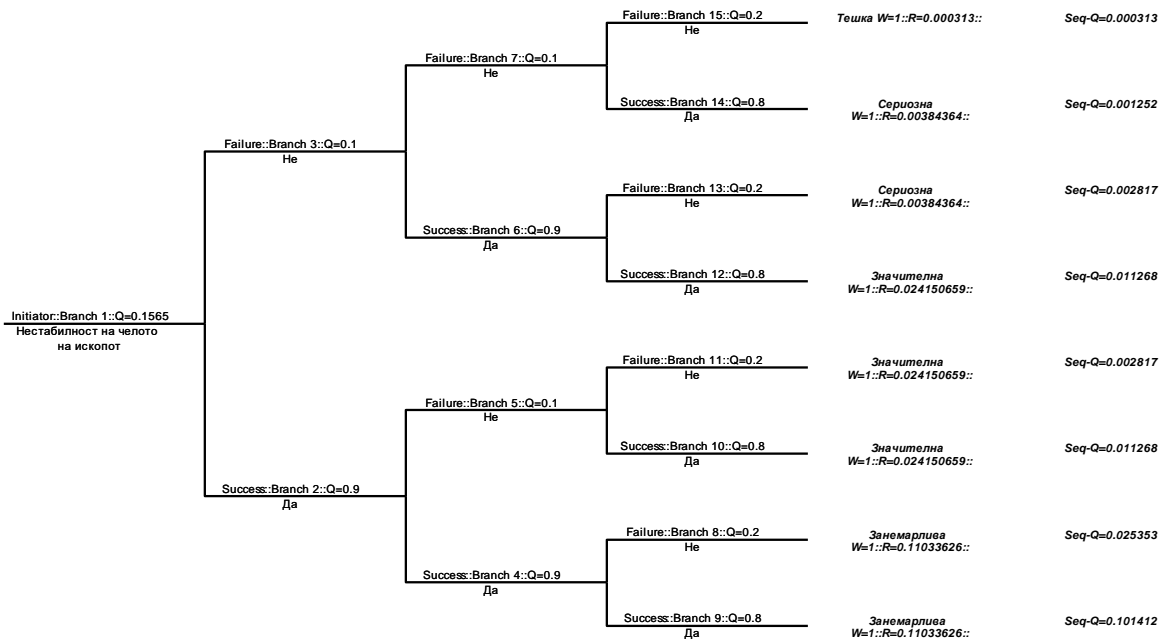 Failure::Branch 15::Q=0.2
Не
Тешка W=1::R=0.000313::
Seq-Q=0.000313
Failure::Branch 7::Q=0.1
Не
Success::Branch 14::Q=0.8
Да
Сериозна
W=1::R=0.00384364::
Seq-Q=0.001252
Failure::Branch 3::Q=0.1
Не
Failure::Branch 13::Q=0.2
Не
Сериозна
W=1::R=0.00384364::
Seq-Q=0.002817
Success::Branch 6::Q=0.9
Да
Success::Branch 12::Q=0.8
Да
Значителна
W=1::R=0.024150659::
Seq-Q=0.011268
Initiator::Branch 1::Q=0.1565
Нестабилност на челото
на ископот
Failure::Branch 11::Q=0.2
Не
Значителна
W=1::R=0.024150659::
Seq-Q=0.002817
Failure::Branch 5::Q=0.1
Не
Success::Branch 10::Q=0.8
Да
Значителна
W=1::R=0.024150659::
Seq-Q=0.011268
Success::Branch 2::Q=0.9
Да
Failure::Branch 8::Q=0.2
Не
Занемарлива
W=1::R=0.11033626::
Seq-Q=0.025353
Success::Branch 4::Q=0.9
Да
Success::Branch 9::Q=0.8
Да
Занемарлива
W=1::R=0.11033626::
Seq-Q=0.101412